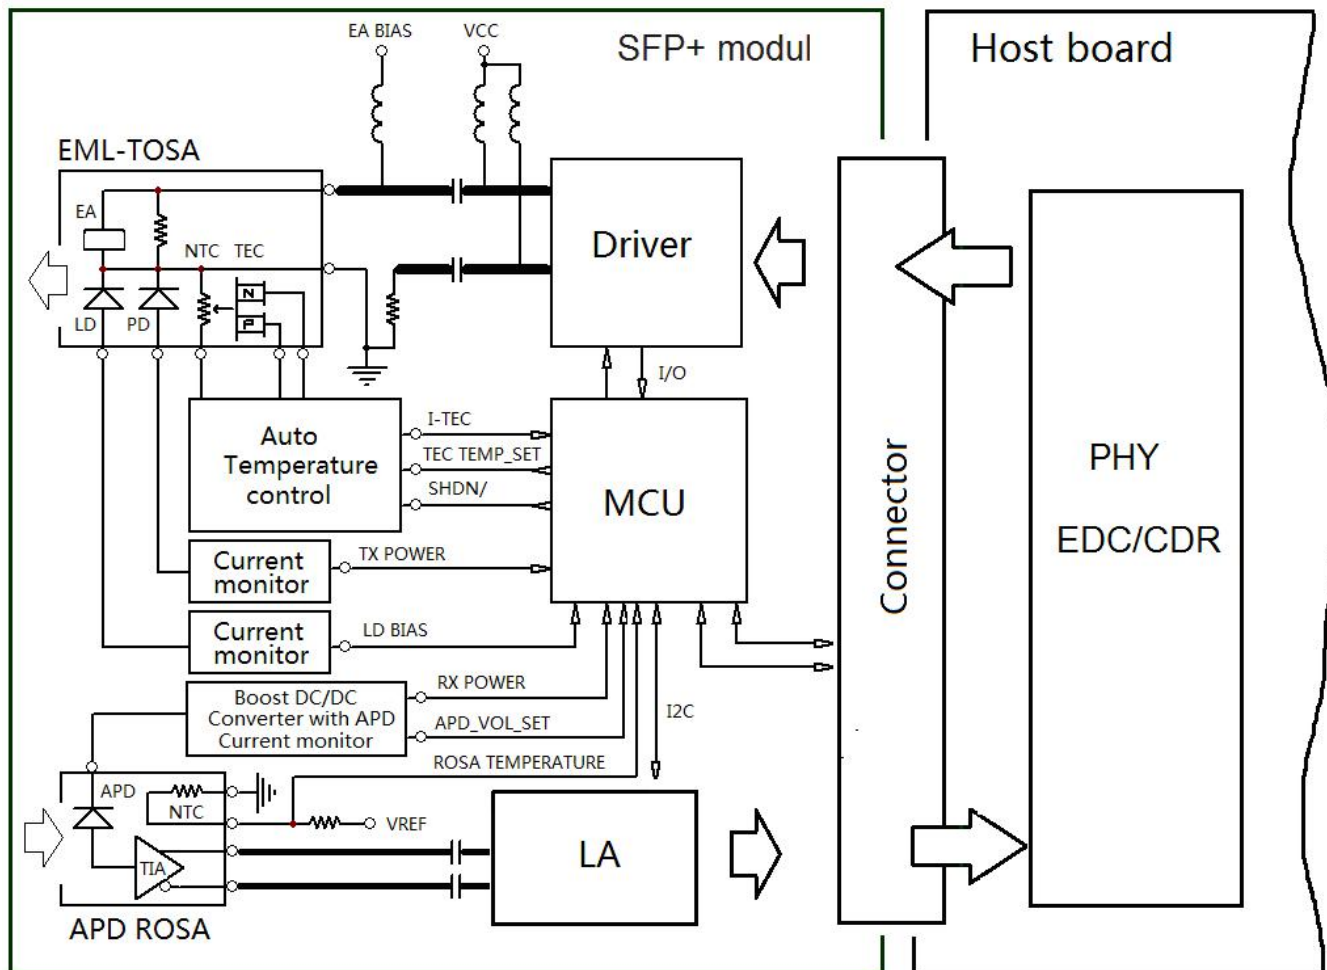 EA BIAS
VCC
SFP+ modul
Host board
EML-TOSA
EA
NTC TEC
N
P
LD
PD
Driver
I/O
Auto
Temperature
control
I-TEC
TEC TEMP_SET
SHDN/
MCU
Connector
PHY
EDC/CDR
Current
monitor
TX POWER
Current
monitor
LD BIAS
Boost DC/DC
Converter with APD
Current monitor
RX POWER
APD_VOL_SET
ROSA TEMPERATURE
I2C
APD
NTC
VREF
TIA
LA
APD ROSA